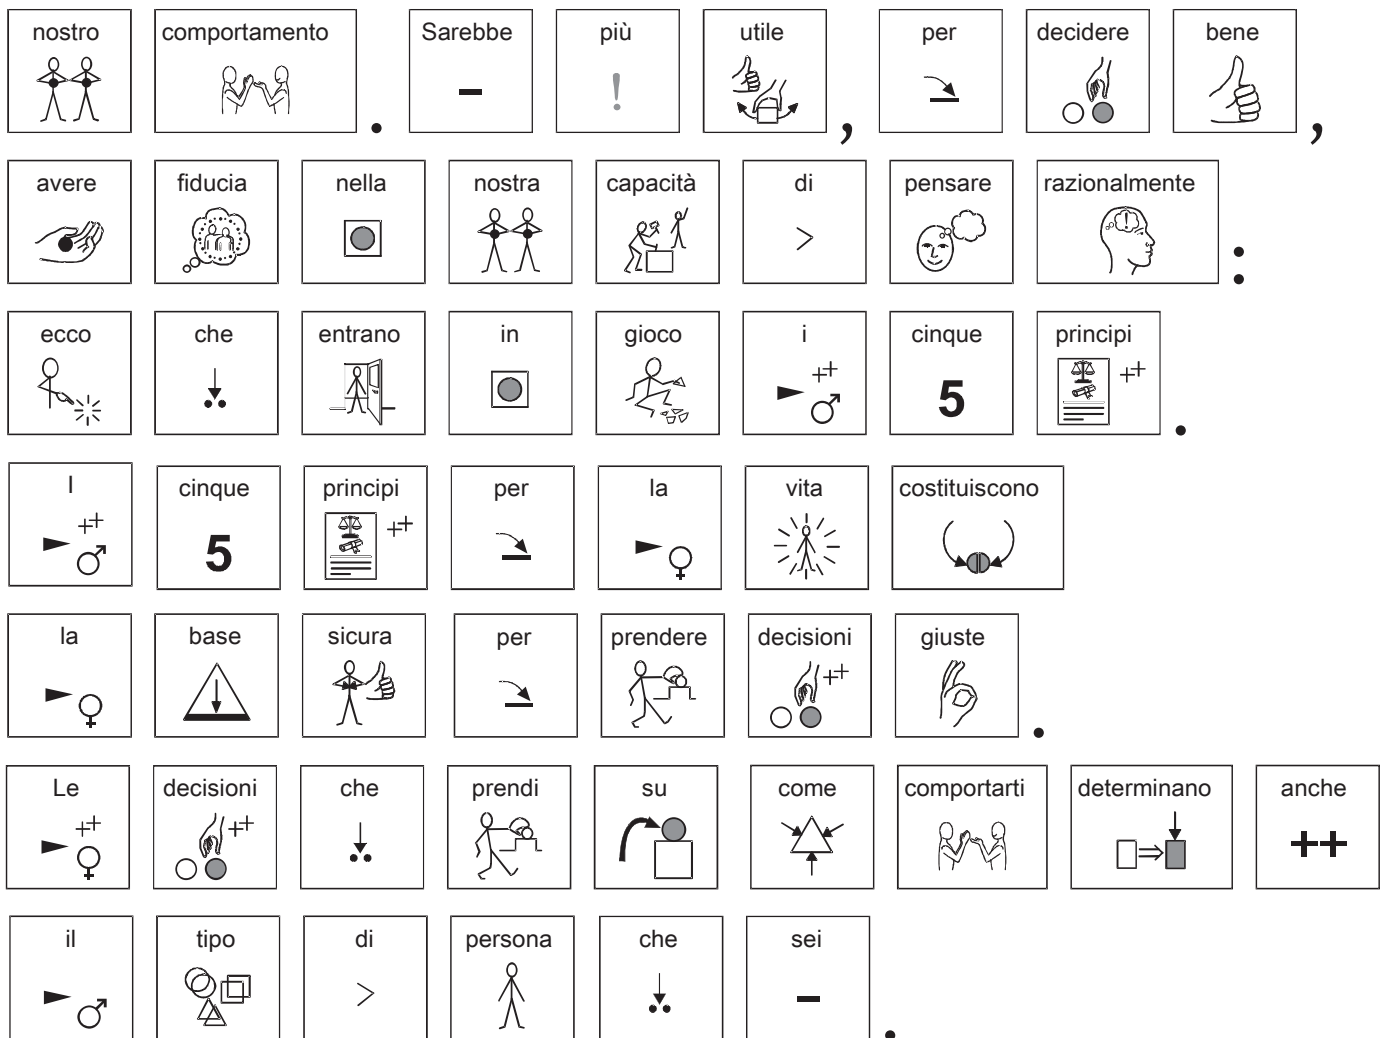 nostro comportamento. Sarebbe più utile, per decidere bene,
avere fiducia nella nostra capacità di pensare razionalmente:
ecco che entrano in gioco i cinque principi.
I cinque principi per la vita costituiscono
la base sicura per prendere decisioni giuste.
Le decisioni che prendi su come comportarti determinano anche
il tipo di persona che sei.